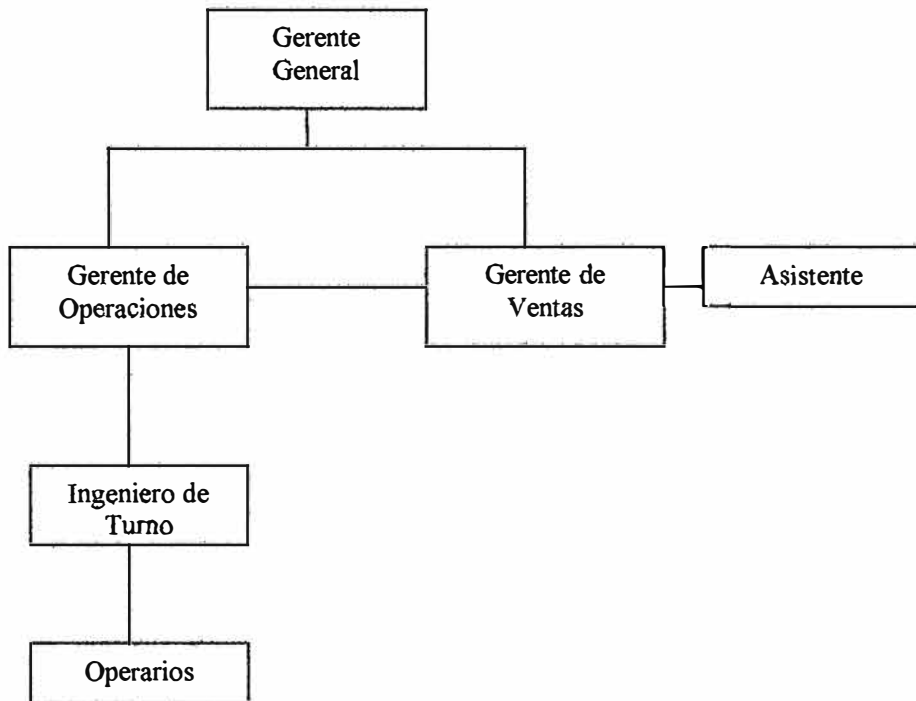 Gerente
General
Gerente de
Operaciones
Gerente de
Ventas
Asistente
Ingeniero de
Turno
Operarios